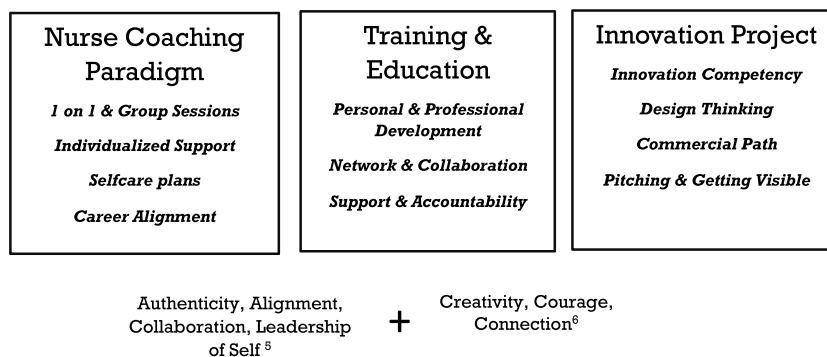 Nurse Coaching
Paradigm
1 on 1 & Group Sessions
Individualized Support
Selfcare plans
Career Alignment
Training &
Education
Personal & Professional
Development
Network & Collaboration
Support & Accountability
Innovation Project
Innovation Competency
Design Thinking
Commercial Path
Pitching & Getting Visible
Authenticity, Alignment,
Collaboration, Leadership
of Self ⁵
+
Creativity, Courage,
Connection⁶